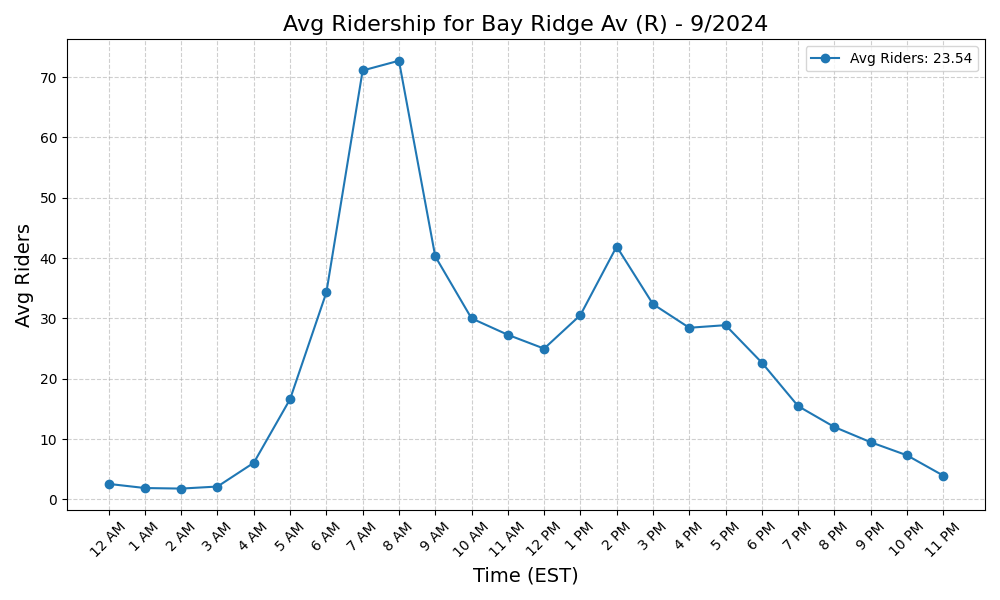 Avg Ridership for Bay Ridge Av (R) - 9/2024
Avg Riders: 23.54
Avg Riders
70
60
50
40
30
20
10
0
12 AM
1 AM
2 AM
3 AM
4 AM
5 AM
6 AM
7 AM
8 AM
9 AM
10 AM
11 AM
12 PM
1 PM
2 PM
3 PM
4 PM
5 PM
6 PM
7 PM
8 PM
9 PM
10 PM
11 PM
Time (EST)